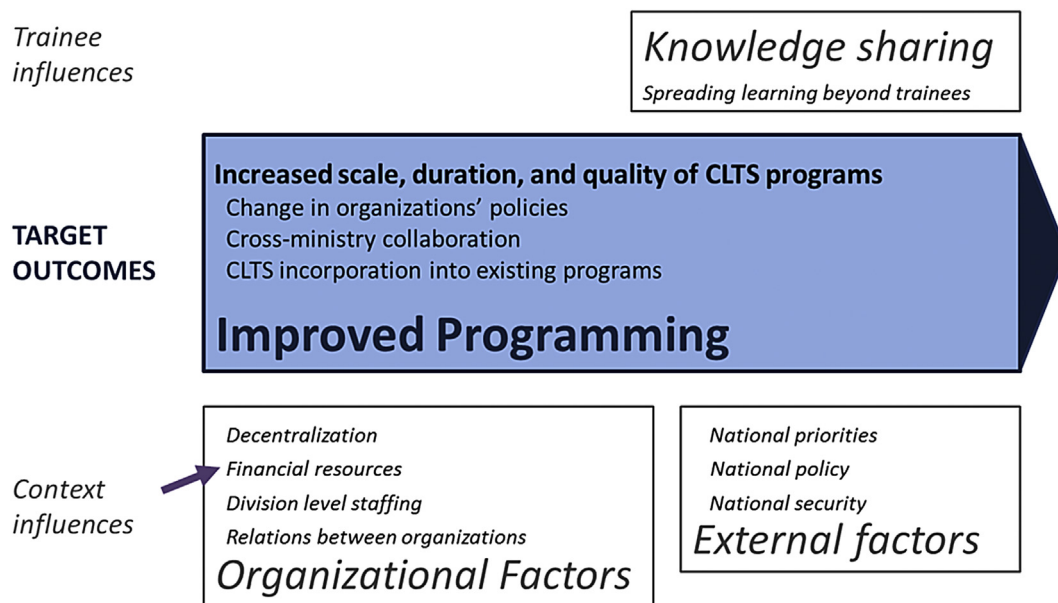 Trainee
influences
Knowledge sharing
Spreading learning beyond trainees
TARGET
OUTCOMES
Increased scale, duration, and quality of CLTS programs
Change in organizations' policies
Cross-ministry collaboration
CLTS incorporation into existing programs
Improved Programming
Context
influences
Decentralization
Financial resources
Division level staffing
Relations between organizations
Organizational Factors
National priorities
National policy
National security
External factors